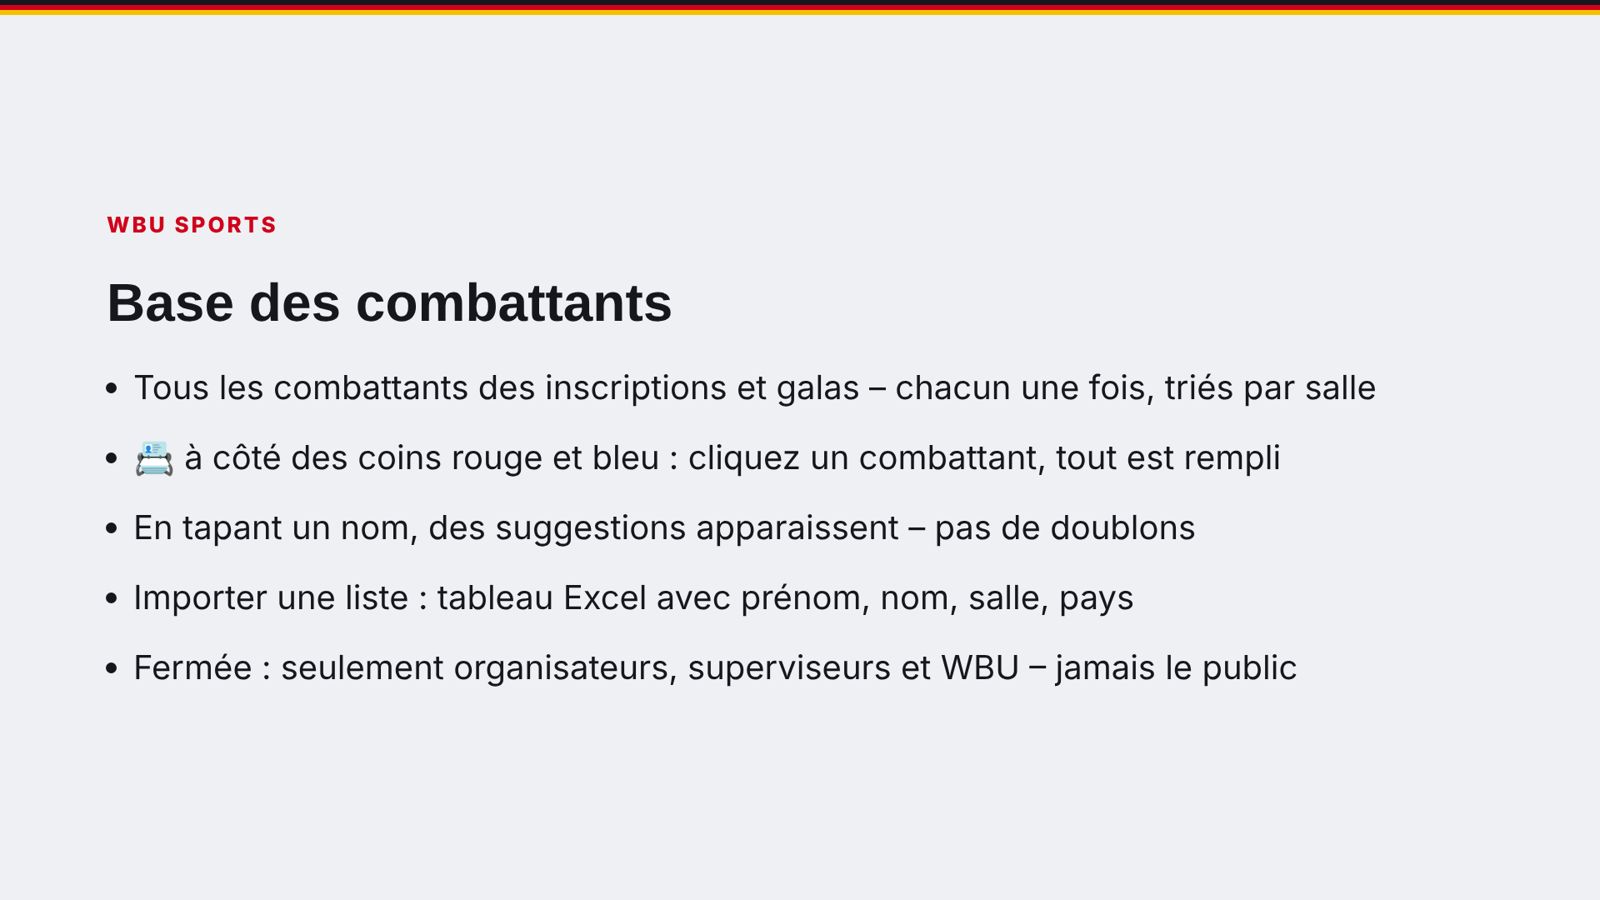 WBU SPORTS
Base des combattants
• Tous les combattants des inscriptions et galas – chacun une fois, triés par salle
• 📇 à côté des coins rouge et bleu : cliquez un combattant, tout est rempli
• En tapant un nom, des suggestions apparaissent – pas de doublons
• Importer une liste : tableau Excel avec prénom, nom, salle, pays
• Fermée : seulement organisateurs, superviseurs et WBU – jamais le public